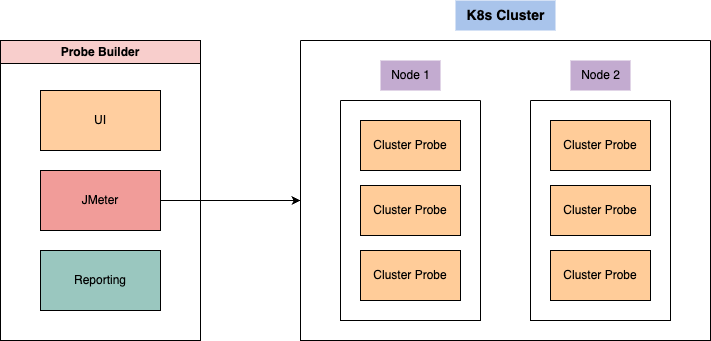 K8s Cluster
Probe Builder
UI
JMeter
Reporting
Node 1
Cluster Probe
Cluster Probe
Cluster Probe
Node 2
Cluster Probe
Cluster Probe
Cluster Probe